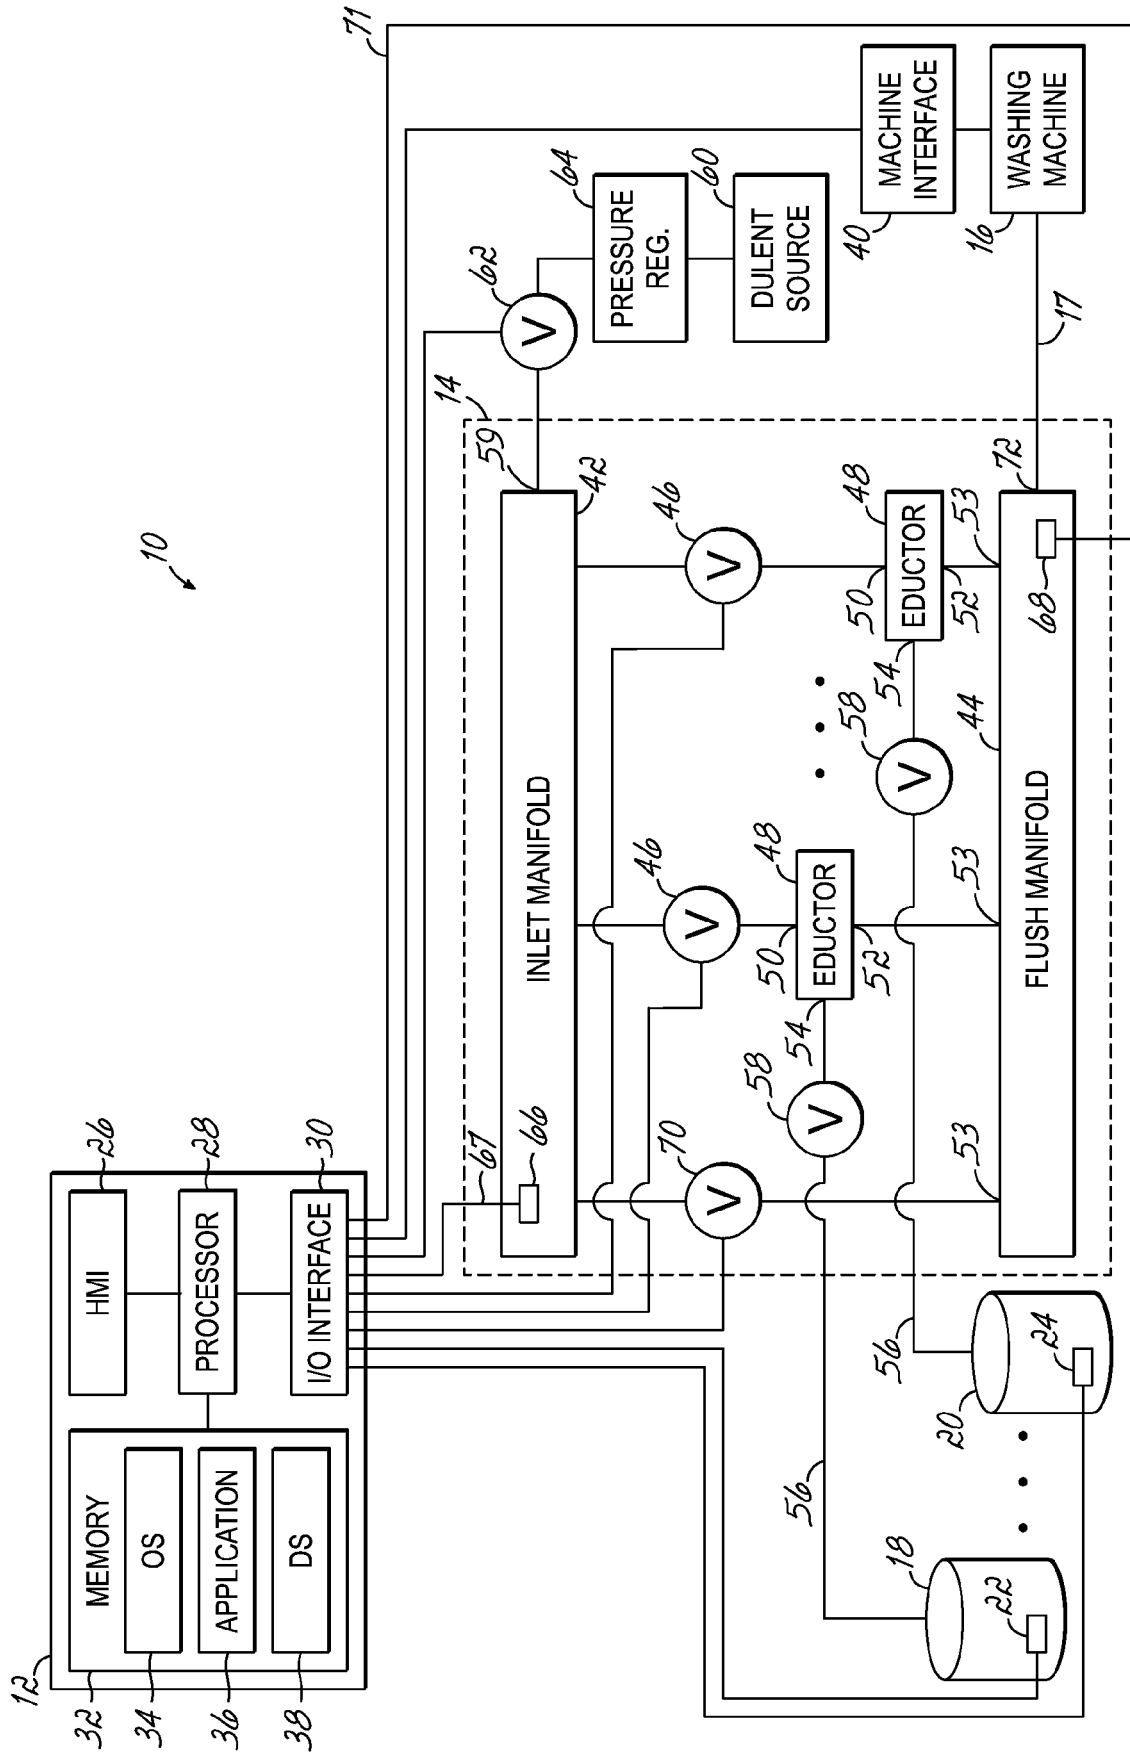 12
32
34
36
38
MEMORY
OS
APPLICATION
DS
HMI
PROCESSOR
I/O INTERFACE
26
28
30
10
71
67
66
INLET MANIFOLD
59
42
14
V
62
PRESSURE
REG.
64
DULENT
SOURCE
60
MACHINE
INTERFACE
40
WASHING
MACHINE
16
17
V
70
V
46
V
46
56
V
58
54
50
EDUCTOR
48
52
56
V
58
54
50
EDUCTOR
48
52
18
22
20
24
53
53
53
FLUSH MANIFOLD
44
68
72